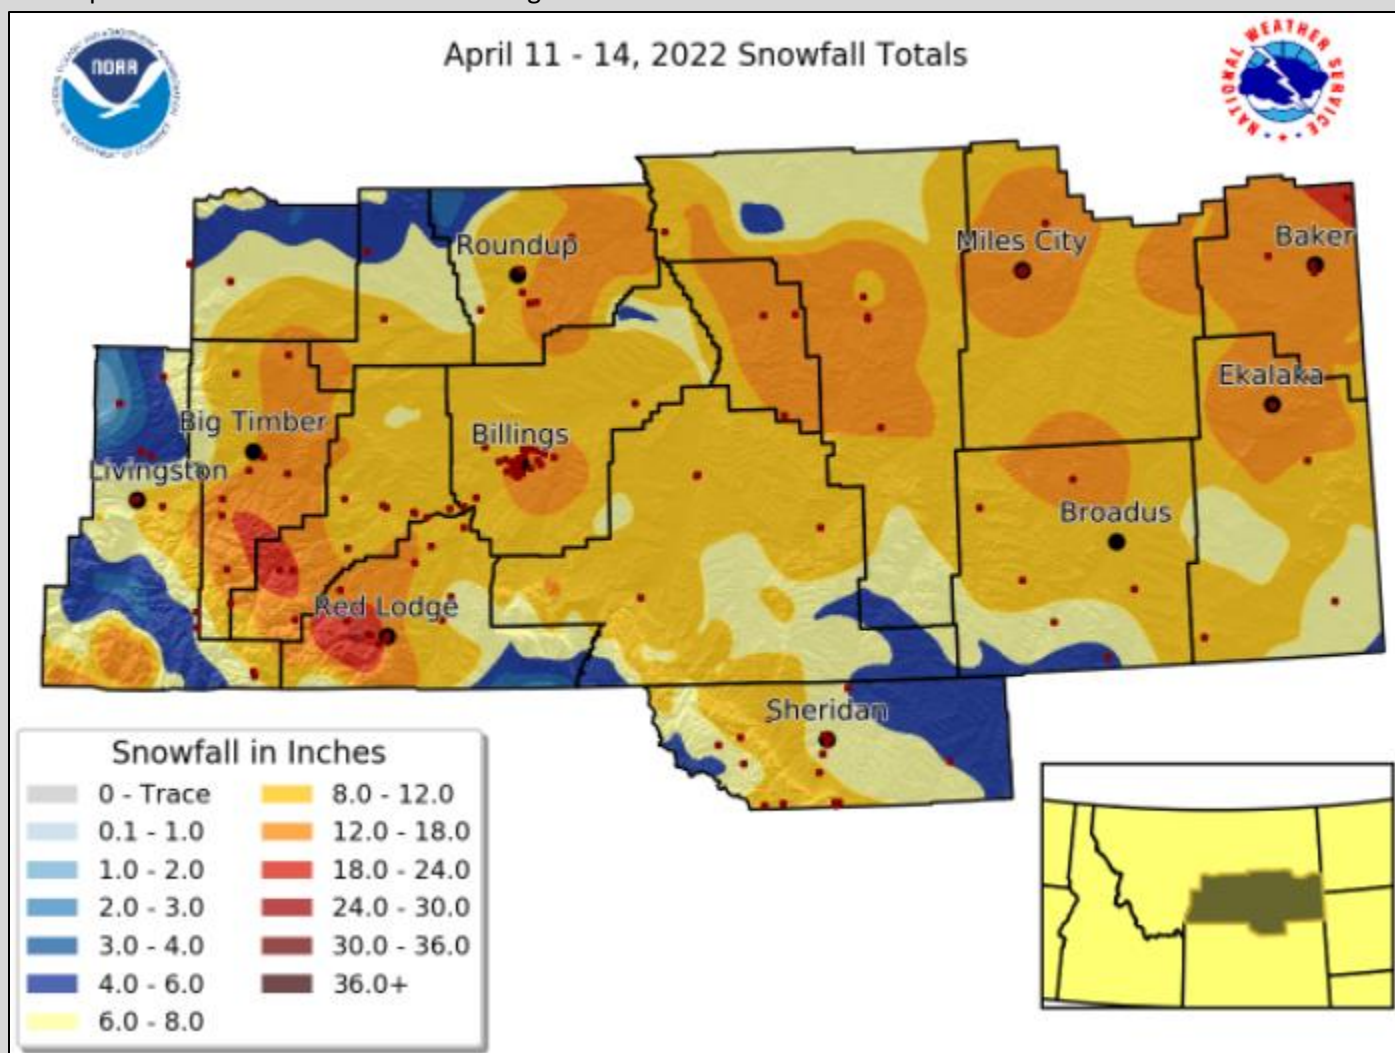 April 11 - 14, 2022 Snowfall Totals
NOAA
NATIONAL WEATHER SERVICE
Roundup
Miles City
Baker
Ekalaka
Big Timber
Billings
Livingston
Broadus
Red Lodge
Sheridan
Snowfall in Inches
0 - Trace
0.1 - 1.0
1.0 - 2.0
2.0 - 3.0
3.0 - 4.0
4.0 - 6.0
6.0 - 8.0
8.0 - 12.0
12.0 - 18.0
18.0 - 24.0
24.0 - 30.0
30.0 - 36.0
36.0+